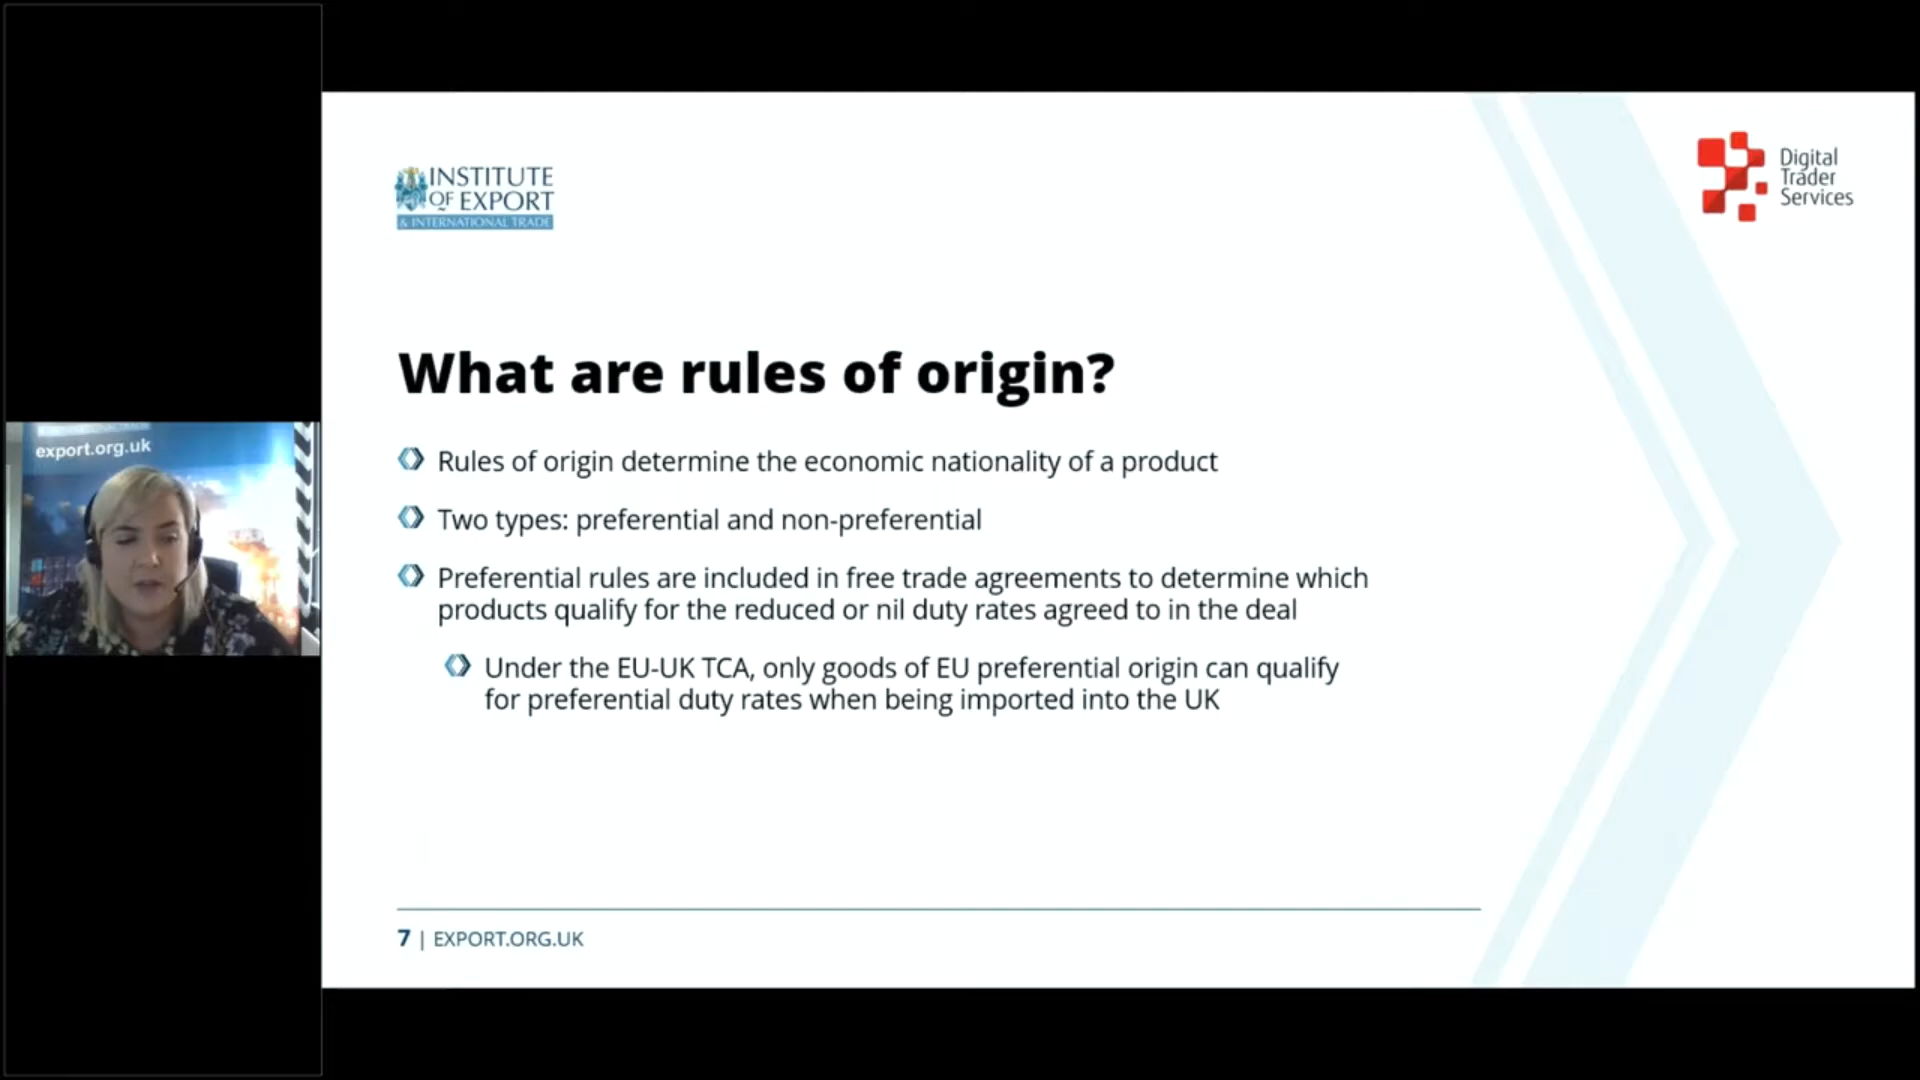 INSTITUTE
OF EXPORT
& INTERNATIONAL TRADE
Digital
Trader
Services
What are rules of origin?
Rules of origin determine the economic nationality of a product
Two types: preferential and non-preferential
Preferential rules are included in free trade agreements to determine which
products qualify for the reduced or nil duty rates agreed to in the deal
Under the EU-UK TCA, only goods of EU preferential origin can qualify
for preferential duty rates when being imported into the UK
export.org.uk
7 | EXPORT.ORG.UK